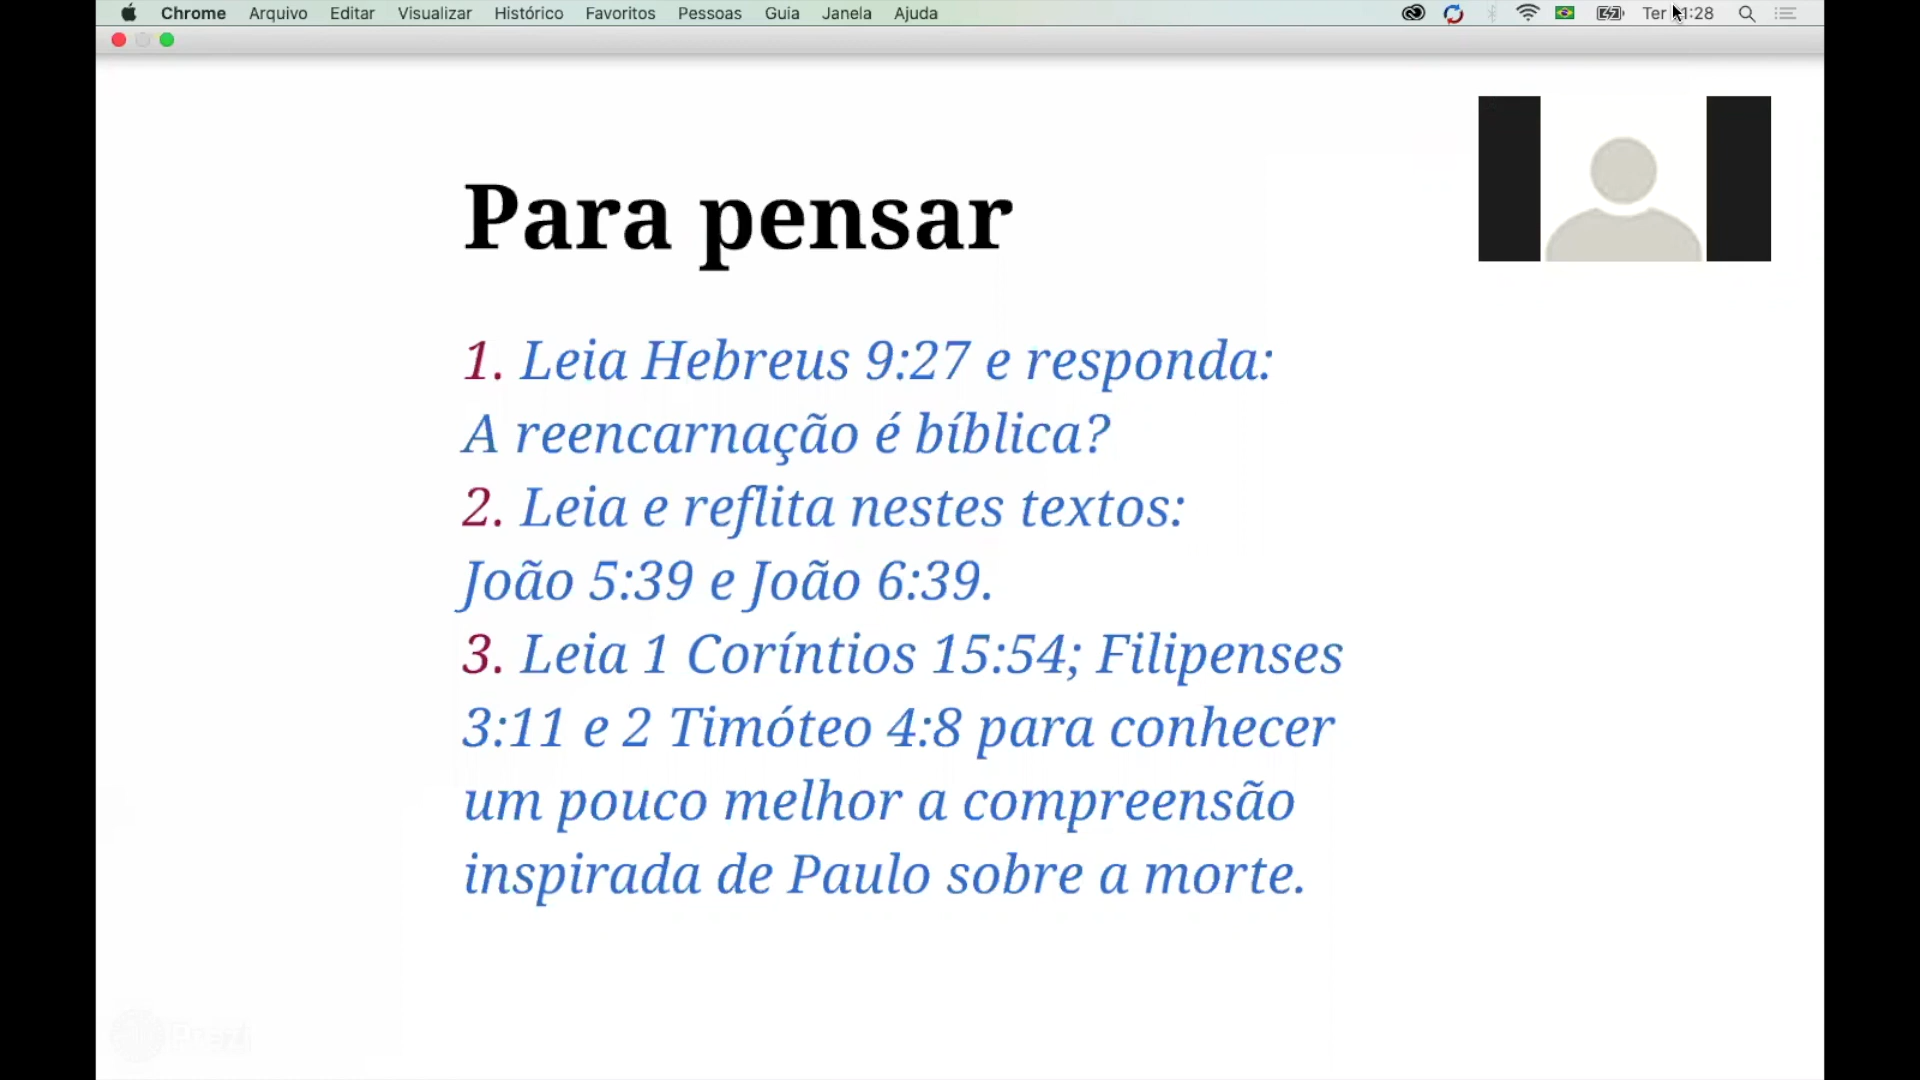 Chrome Arquivo Editar Visualizar Histórico Favoritos Pessoas Guia Janela Ajuda Ter
Para pensar
1. Leia Hebreus 9:27 e responda:
A reencarnação é bíblica?
2. Leia e reflita nestes textos:
João 5:39 e João 6:39.
3. Leia 1 Coríntios 15:54; Filipenses
3:11 e 2 Timóteo 4:8 para conhecer
um pouco melhor a compreensão
inspirada de Paulo sobre a morte.
Prezi